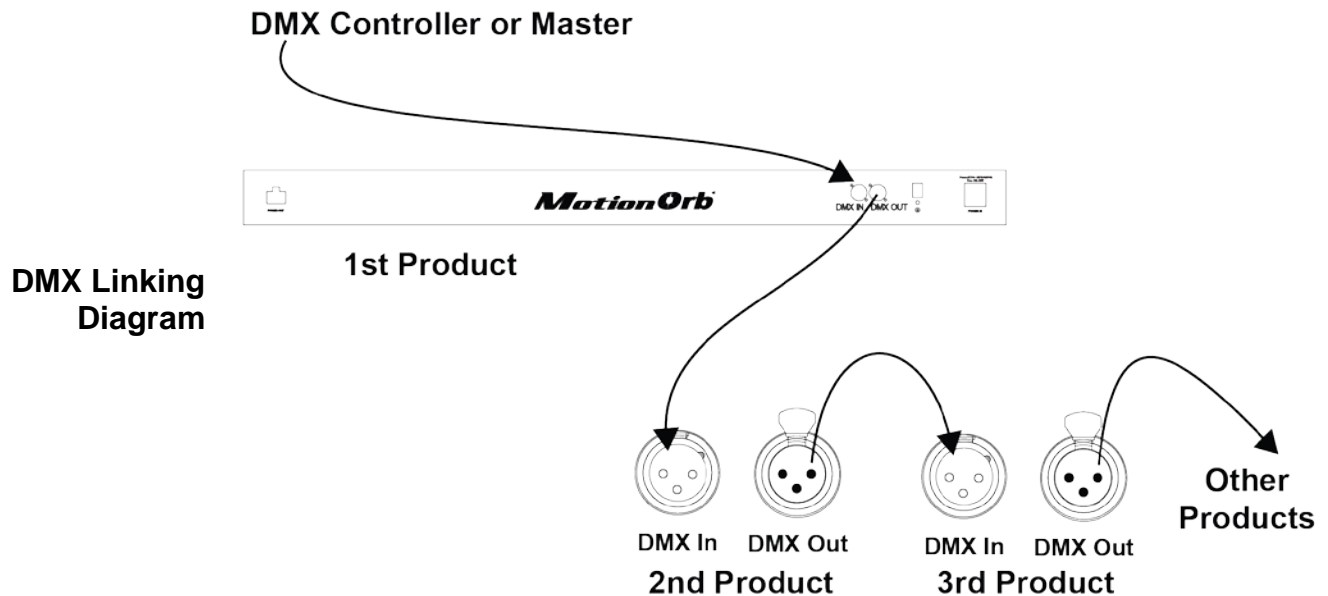 DMX Controller or Master
MotionOrb
DMX IN DMX OUT
1st Product
DMX Linking
Diagram
DMX In DMX Out
2nd Product
DMX In DMX Out
3rd Product
Other
Products